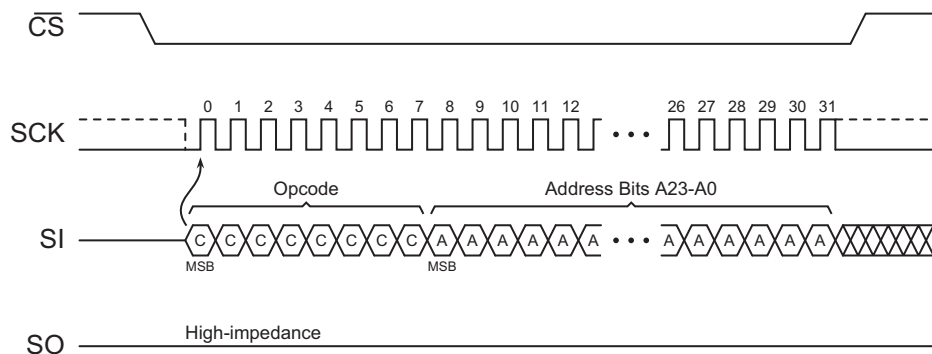 CS
0 1 2 3 4 5 6 7 8 9 10 11 12 26 27 28 29 30 31
SCK • • •
Opcode Address Bits A23-A0
SI C C C C C C C C A A A A A A • • • A A A A A A
MSB MSB
High-impedance
SO